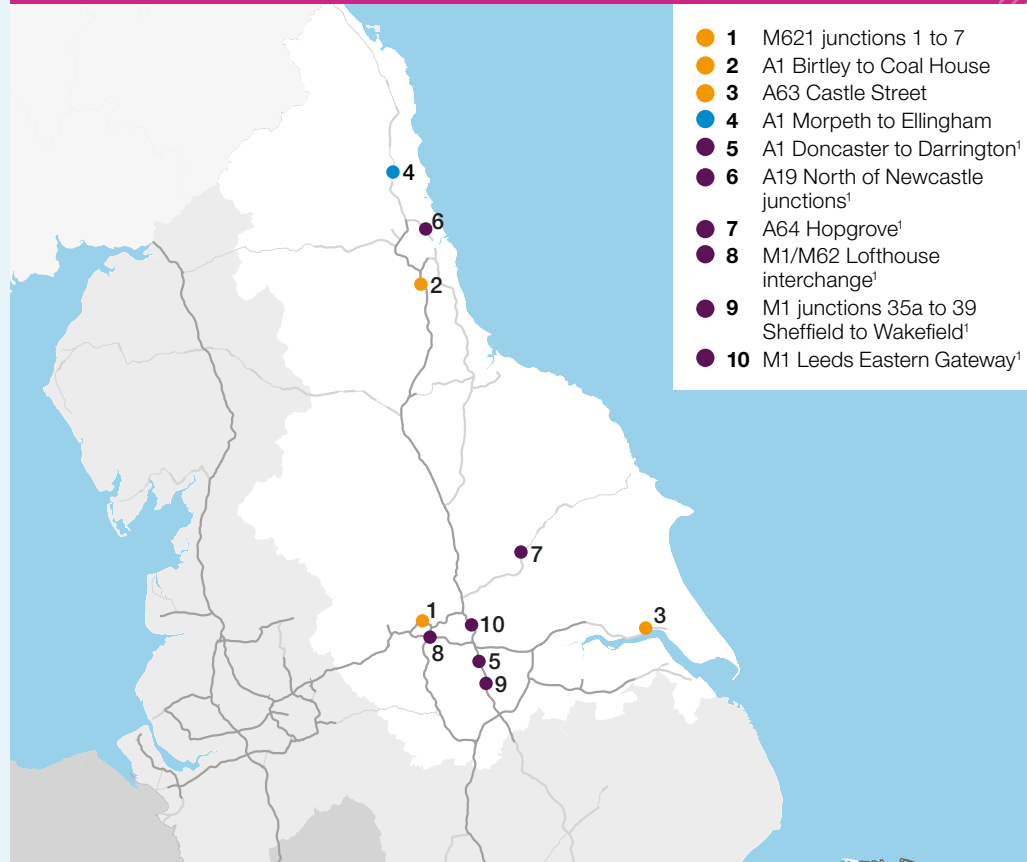 1 M621 junctions 1 to 7
2 A1 Birtley to Coal House
3 A63 Castle Street
4 A1 Morpeth to Ellingham
5 A1 Doncaster to Darrington¹
6 A19 North of Newcastle
junctions¹
7 A64 Hopgrove¹
8 M1/M62 Lofthouse
interchange¹
9 M1 junctions 35a to 39
Sheffield to Wakefield¹
10 M1 Leeds Eastern Gateway¹
4
6
2
7
1
3
10
8
5
9